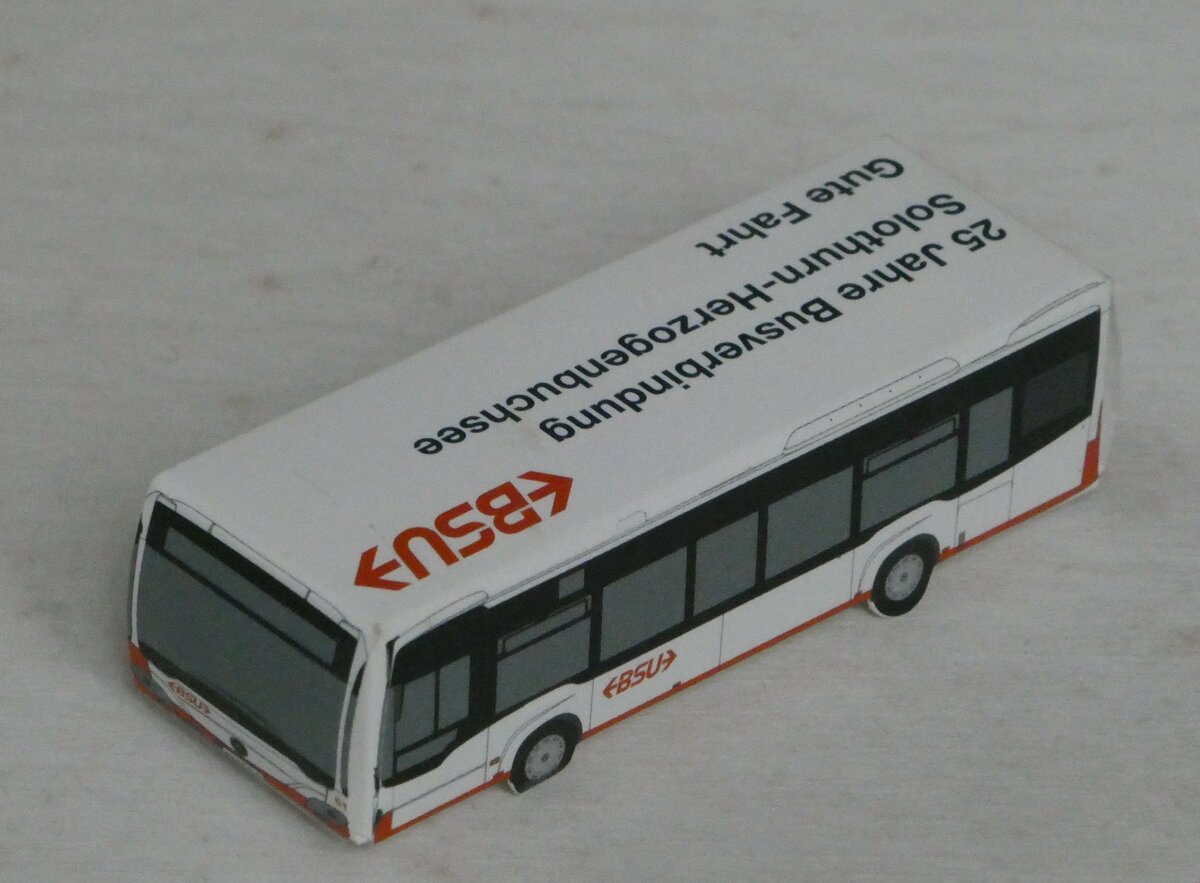 25 Jahre Busverbindung
Solothurn-Herzogenbuchsee
Gute Fahrt
BSU
BSU
BSU